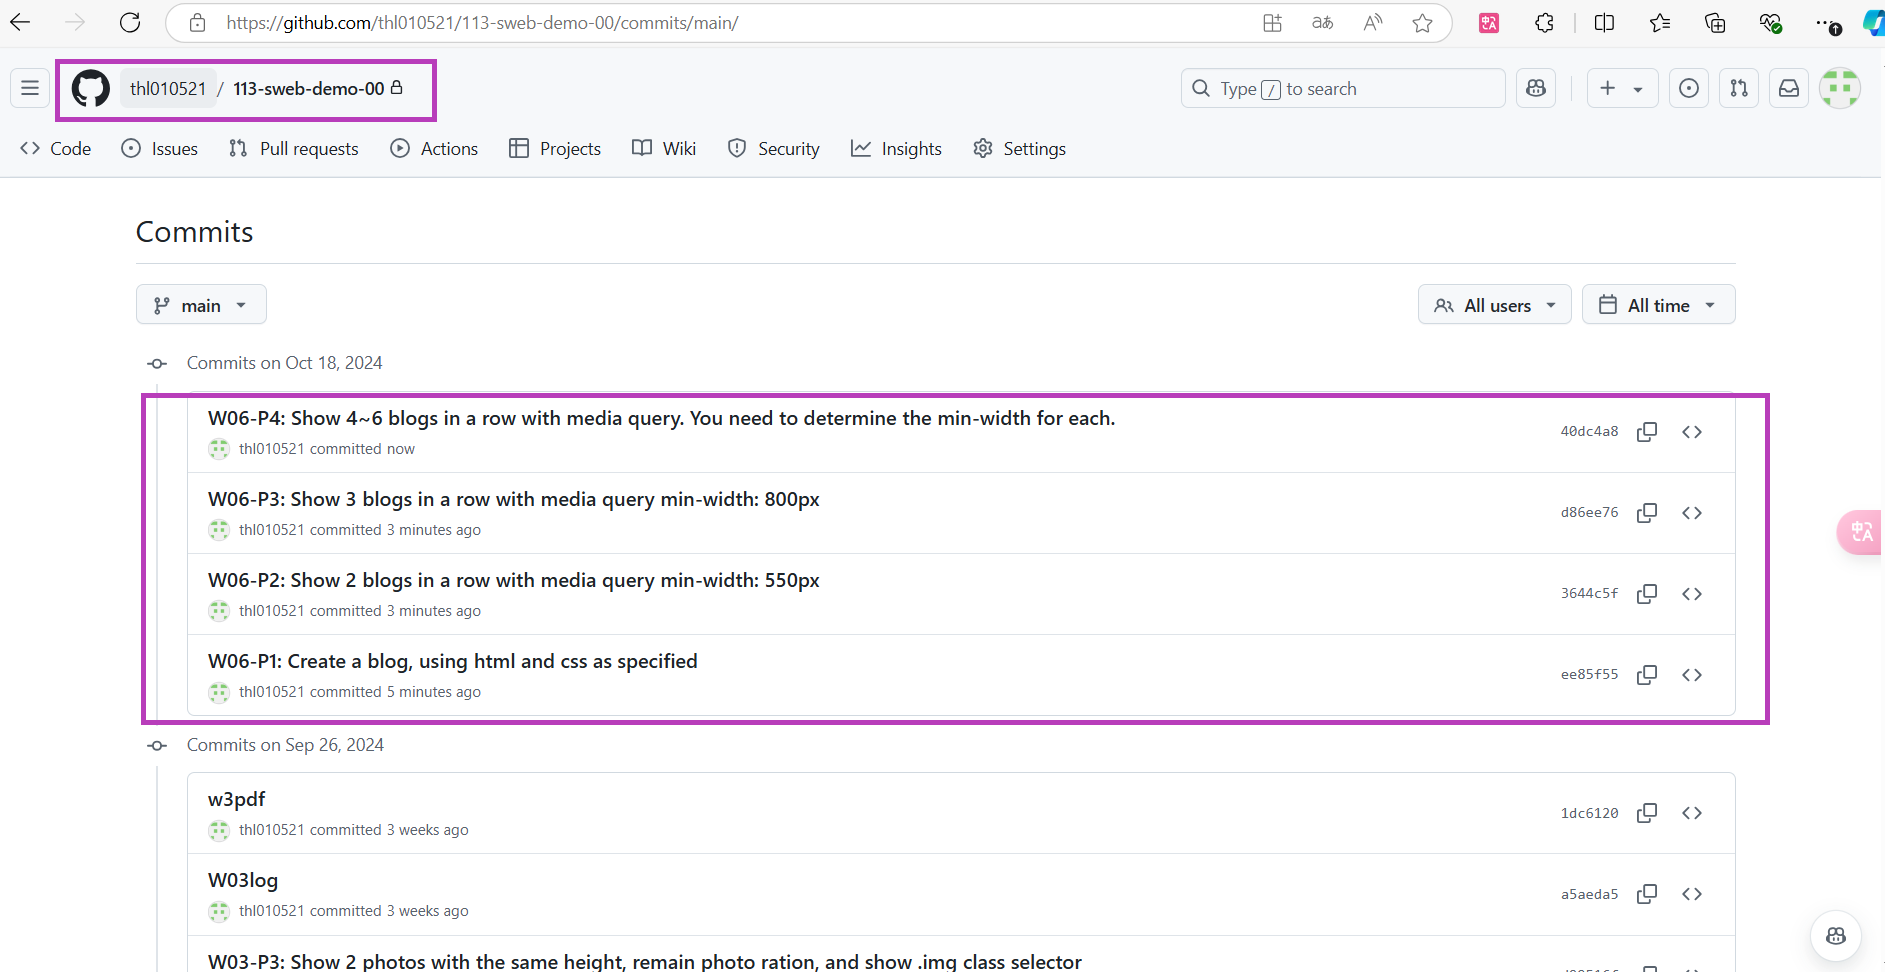 https://github.com/thl010521/113-sweb-demo-00/commits/main/
thl010521 / 113-sweb-demo-00
Type / to search
Code Issues Pull requests Actions Projects Wiki Security Insights Settings
Commits
main
All users All time
Commits on Oct 18, 2024
W06-P4: Show 4~6 blogs in a row with media query. You need to determine the min-width for each.
40dc4a8
thl010521 committed now
W06-P3: Show 3 blogs in a row with media query min-width: 800px
d86ee76
thl010521 committed 3 minutes ago
W06-P2: Show 2 blogs in a row with media query min-width: 550px
3644c5f
thl010521 committed 3 minutes ago
W06-P1: Create a blog, using html and css as specified
ee85f55
thl010521 committed 5 minutes ago
Commits on Sep 26, 2024
w3pdf
1dc6120
thl010521 committed 3 weeks ago
W03log
a5aeda5
thl010521 committed 3 weeks ago
W03-P3: Show 2 photos with the same height, remain photo ration, and show .img class selector